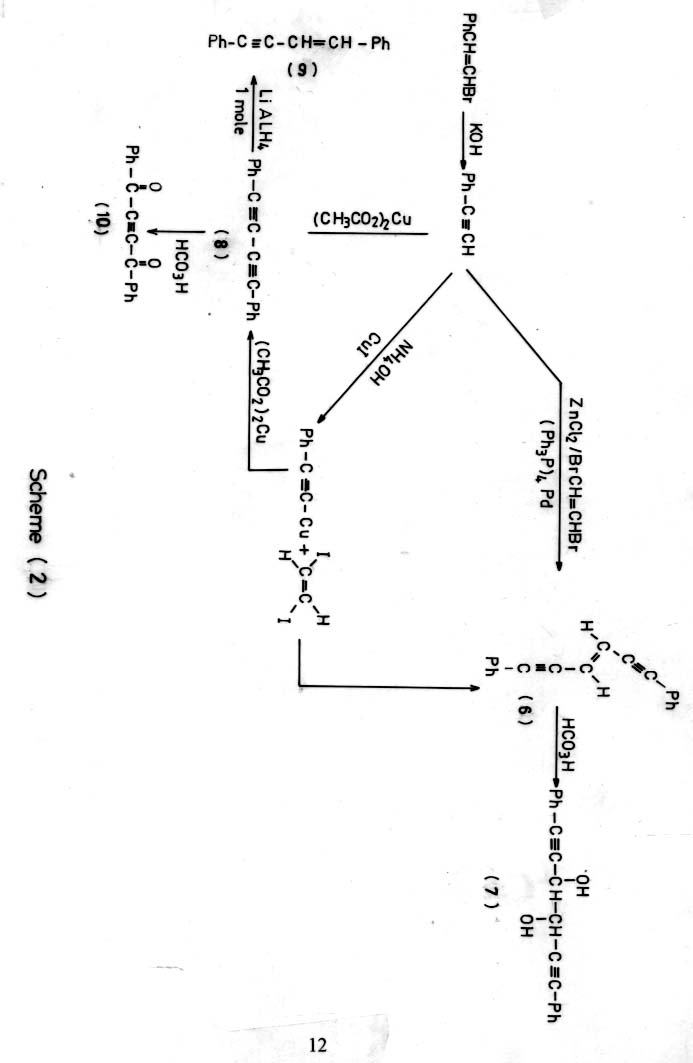 PhCH=CHBr
KOH
Ph-C≡CH
ZnCl2/BrCH=CHBr
(Ph3P)4 Pd
(CH3CO2)2Cu
NH4OH
CuI
Ph-C≡C-Cu + I H C=C H I
(CH3CO2)2Cu
H C=C H C≡C-Ph
Ph-C≡C-
(6)
HCO3H
OH
Ph-C≡C-CH-CH-C≡C-Ph
OH
(7)
Ph-C≡C-C≡C-Ph
(8)
LiALH4
1 mole
Ph-C≡C-CH=CH-Ph
(9)
HCO3H
O O
Ph-C-C≡C-C-Ph
(10)
Scheme (2)
12